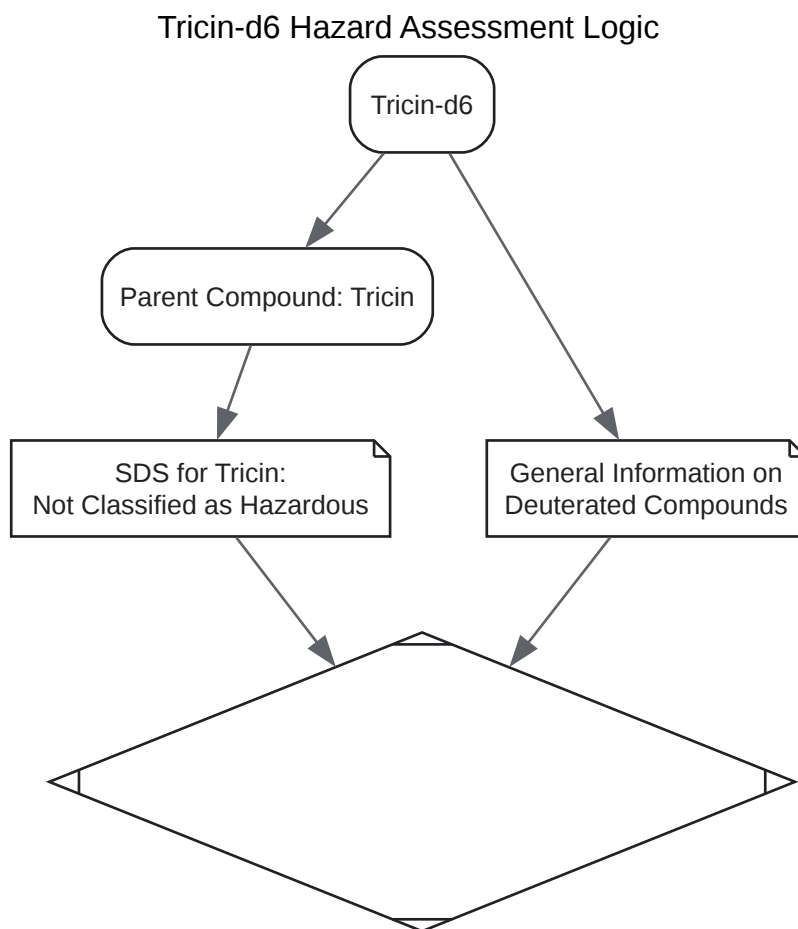 Tricin-d6 Hazard Assessment Logic
Tricin-d6
Parent Compound: Tricin
SDS for Tricin:
Not Classified as Hazardous
General Information on
Deuterated Compounds